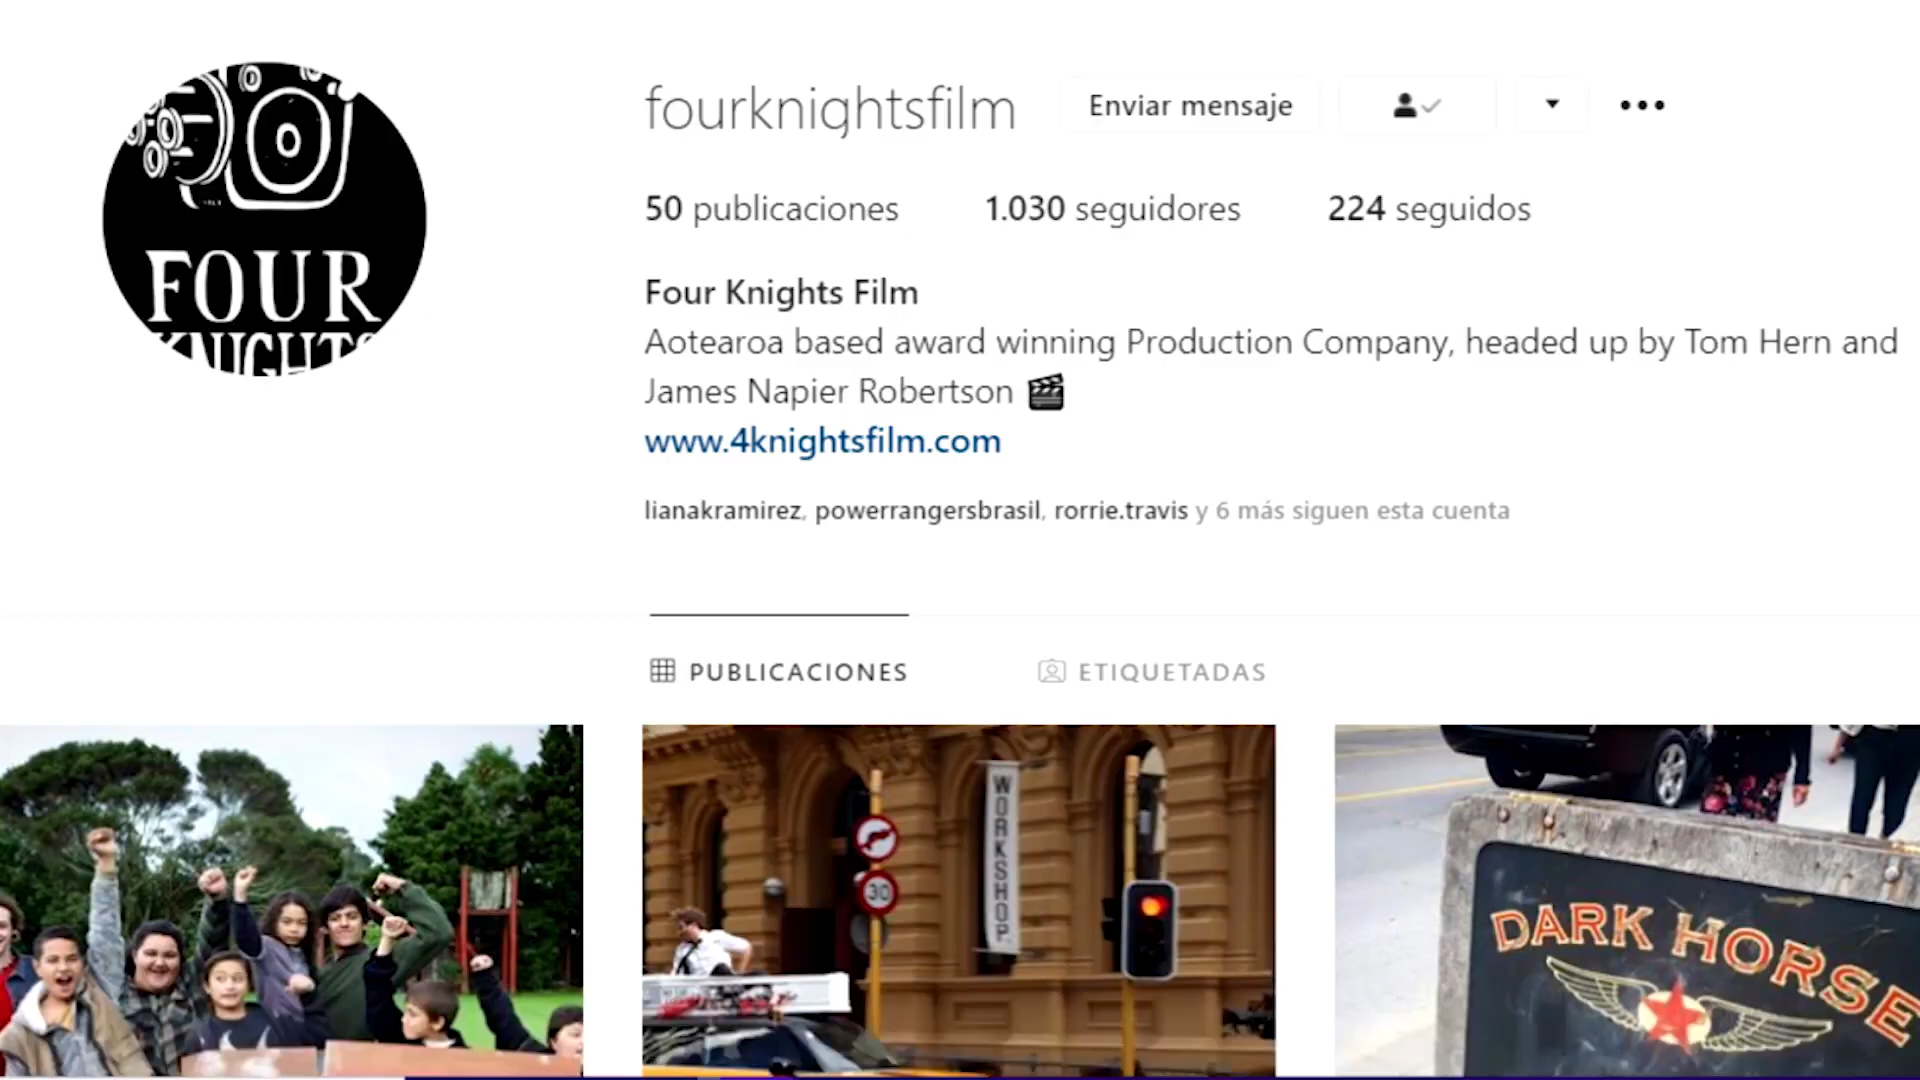 FOUR
KNIGHTS
fourknightsfilm
Enviar mensaje
50 publicaciones
1.030 seguidores
224 seguidos
Four Knights Film
Aotearoa based award winning Production Company, headed up by Tom Hern and
James Napier Robertson 🎬
www.4knightsfilm.com
lianakramirez, powerrangersbrasil, rorrie.travis y 6 más siguen esta cuenta
PUBLICACIONES
ETIQUETADAS
WORKSHOP
30
DARK HORSE